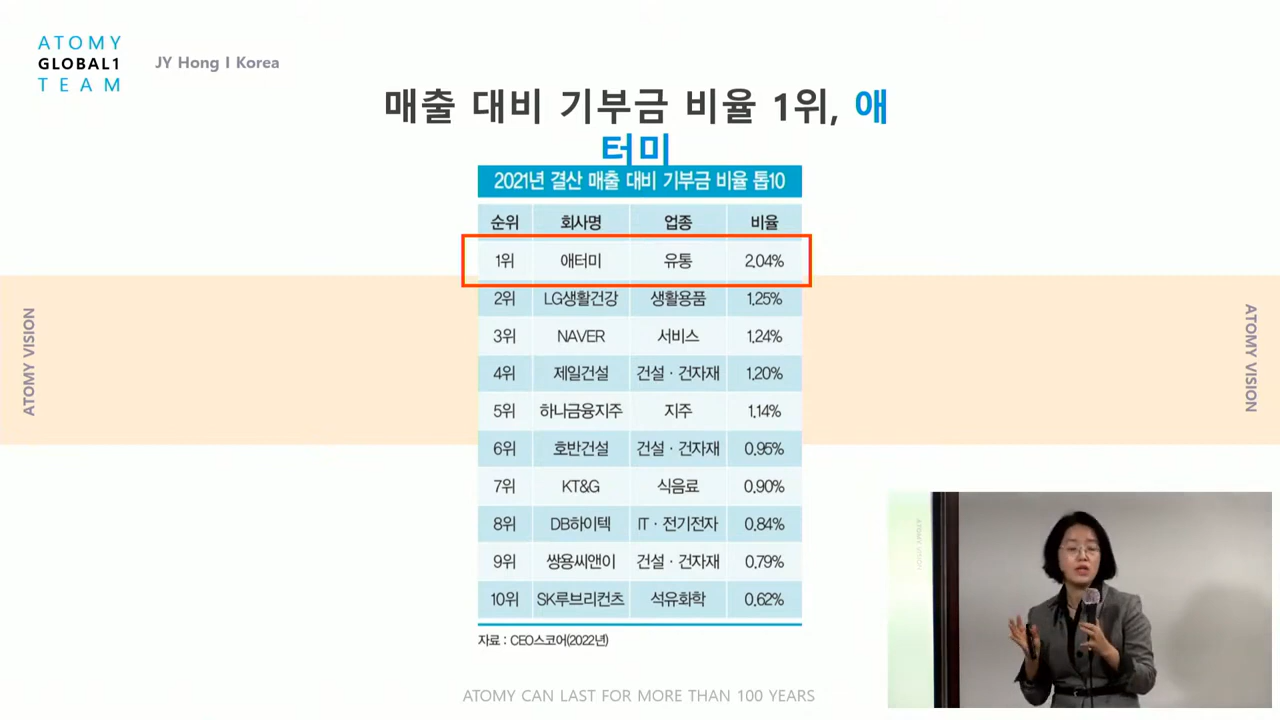 ATOMY
GLOBAL1
TEAM
JY Hong I Korea
매출 대비 기부금 비율 1위, 애
터미
2021년 결산 매출 대비 기부금 비율 톱10
순위 회사명 업종 비율
1위 애터미 유통 2.04%
2위 LG생활건강 생활용품 1.25%
3위 NAVER 서비스 1.24%
4위 제일건설 건설 · 건자재 1.20%
5위 하나금융지주 지주 1.14%
6위 호반건설 건설 · 건자재 0.95%
7위 KT&G 식음료 0.90%
8위 DB하이텍 IT · 전기전자 0.84%
9위 쌍용씨앤이 건설 · 건자재 0.79%
10위 SK루브리컨츠 석유화학 0.62%
자료 : CEO스코어(2022년)
ATOMY VISION
ATOMY VISION
ATOMY VISION
ATOMY CAN LAST FOR MORE THAN 100 YEARS